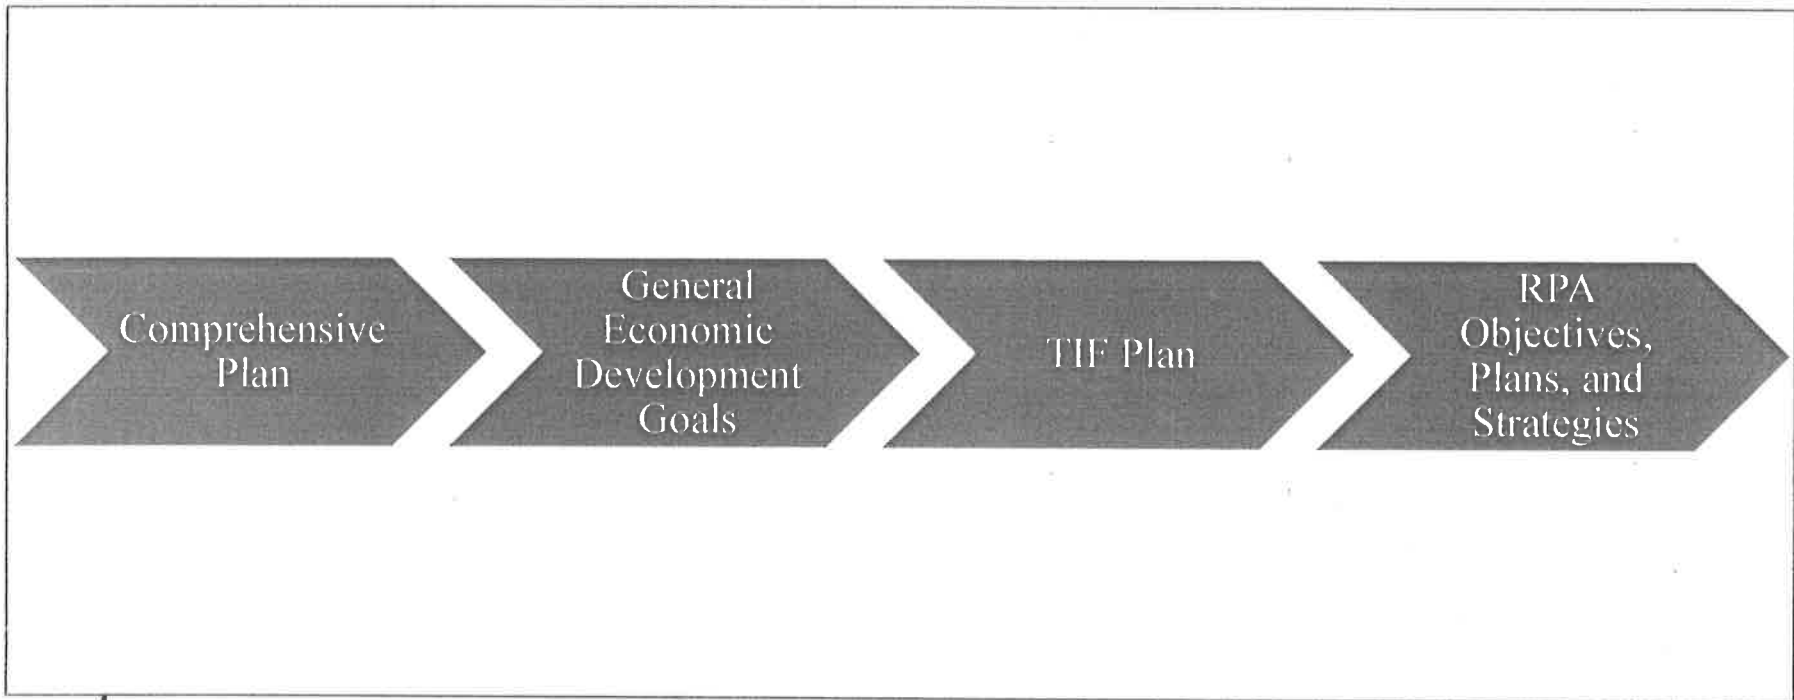 Comprehensive
Plan
General
Economic
Development
Goals
TIF Plan
RPA
Objectives,
Plans, and
Strategies